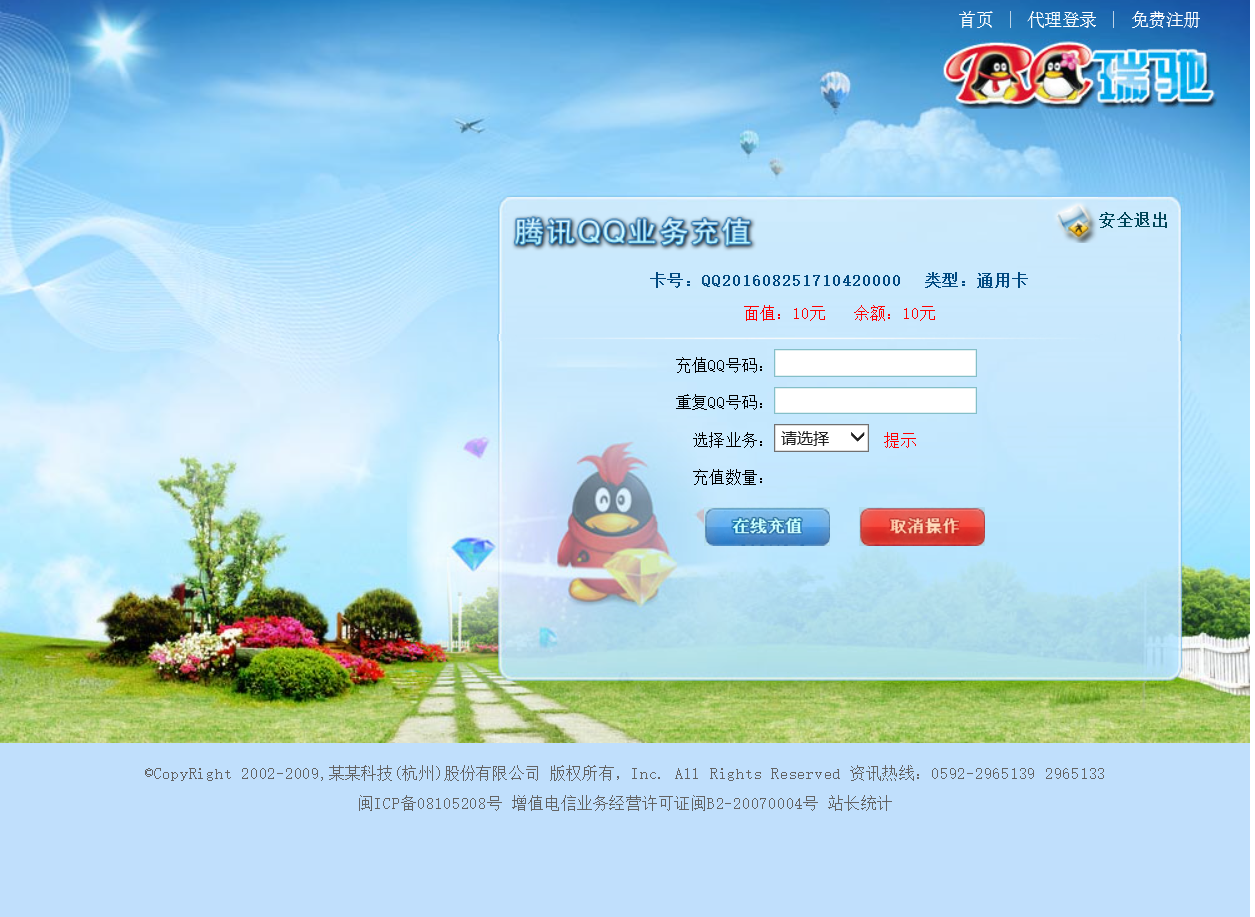 首页 | 代理登录 | 免费注册
瑞驰
腾讯QQ业务充值
安全退出
卡号：QQ201608251710420000 类型：通用卡
面值：10元 余额：10元
充值QQ号码：
重复QQ号码：
选择业务： 请选择 提示
充值数量：
在线充值 取消操作
©CopyRight 2002-2009,某某科技(杭州)股份有限公司 版权所有，Inc. All Rights Reserved 资讯热线：0592-2965139 2965133
闽ICP备08105208号 增值电信业务经营许可证闽B2-20070004号 站长统计